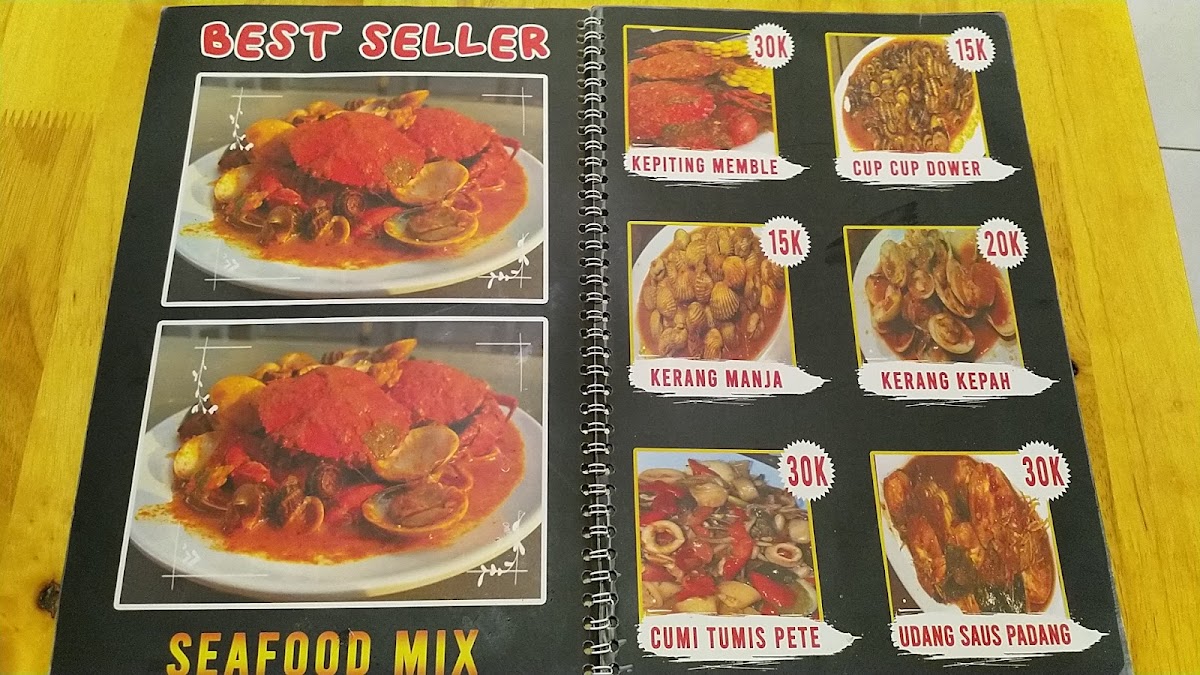 BEST SELLER
SEAFOOD MIX
30K
KEPITING MEMBLE
15K
CUP CUP DOWER
15K
KERANG MANJA
20K
KERANG KEPAH
30K
CUMI TUMIS PETE
30K
UDANG SAUS PADANG